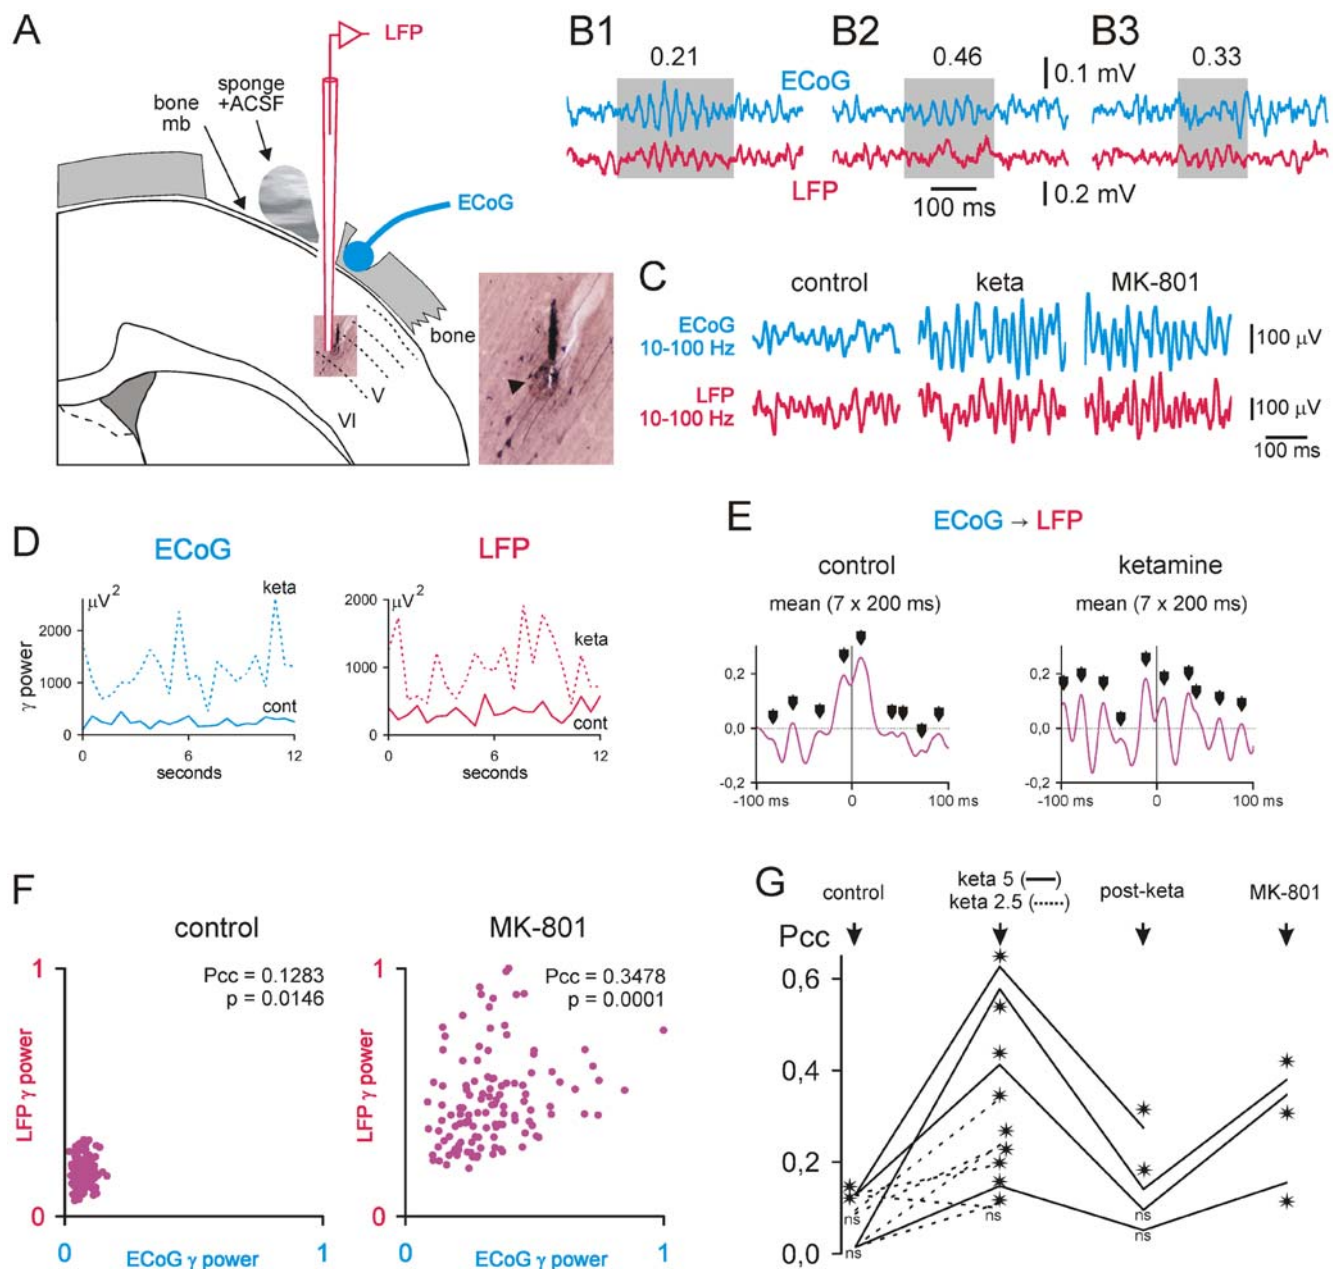 A
LFP
sponge
+ACSF
bone
mb
ECoG
bone
V
VI
B1
B2
B3
0.21
0.46
0.33
ECoG
0.1 mV
LFP
100 ms
0.2 mV
C
control
keta
MK-801
ECoG
10-100 Hz
100 μV
LFP
10-100 Hz
100 μV
100 ms
D
ECoG
LFP
γ power
μV²
keta
2000
1000
cont
0
0
6
12
seconds
2000
μV²
keta
1000
cont
0
0
6
12
seconds
E
ECoG → LFP
control
ketamine
mean (7 x 200 ms)
mean (7 x 200 ms)
0,2
0,0
-0,2
-100 ms
0
100 ms
0,2
0,0
-0,2
-100 ms
0
100 ms
F
control
MK-801
1
Pcc = 0.1283
p = 0.0146
LFP γ power
0
0
ECoG γ power
1
1
Pcc = 0.3478
p = 0.0001
LFP γ power
0
0
ECoG γ power
1
G
control
keta 5 (—)
keta 2.5 (......)
post-keta
MK-801
Pcc
0,6
0,4
0,2
0,0
ns
ns
ns
ns
ns